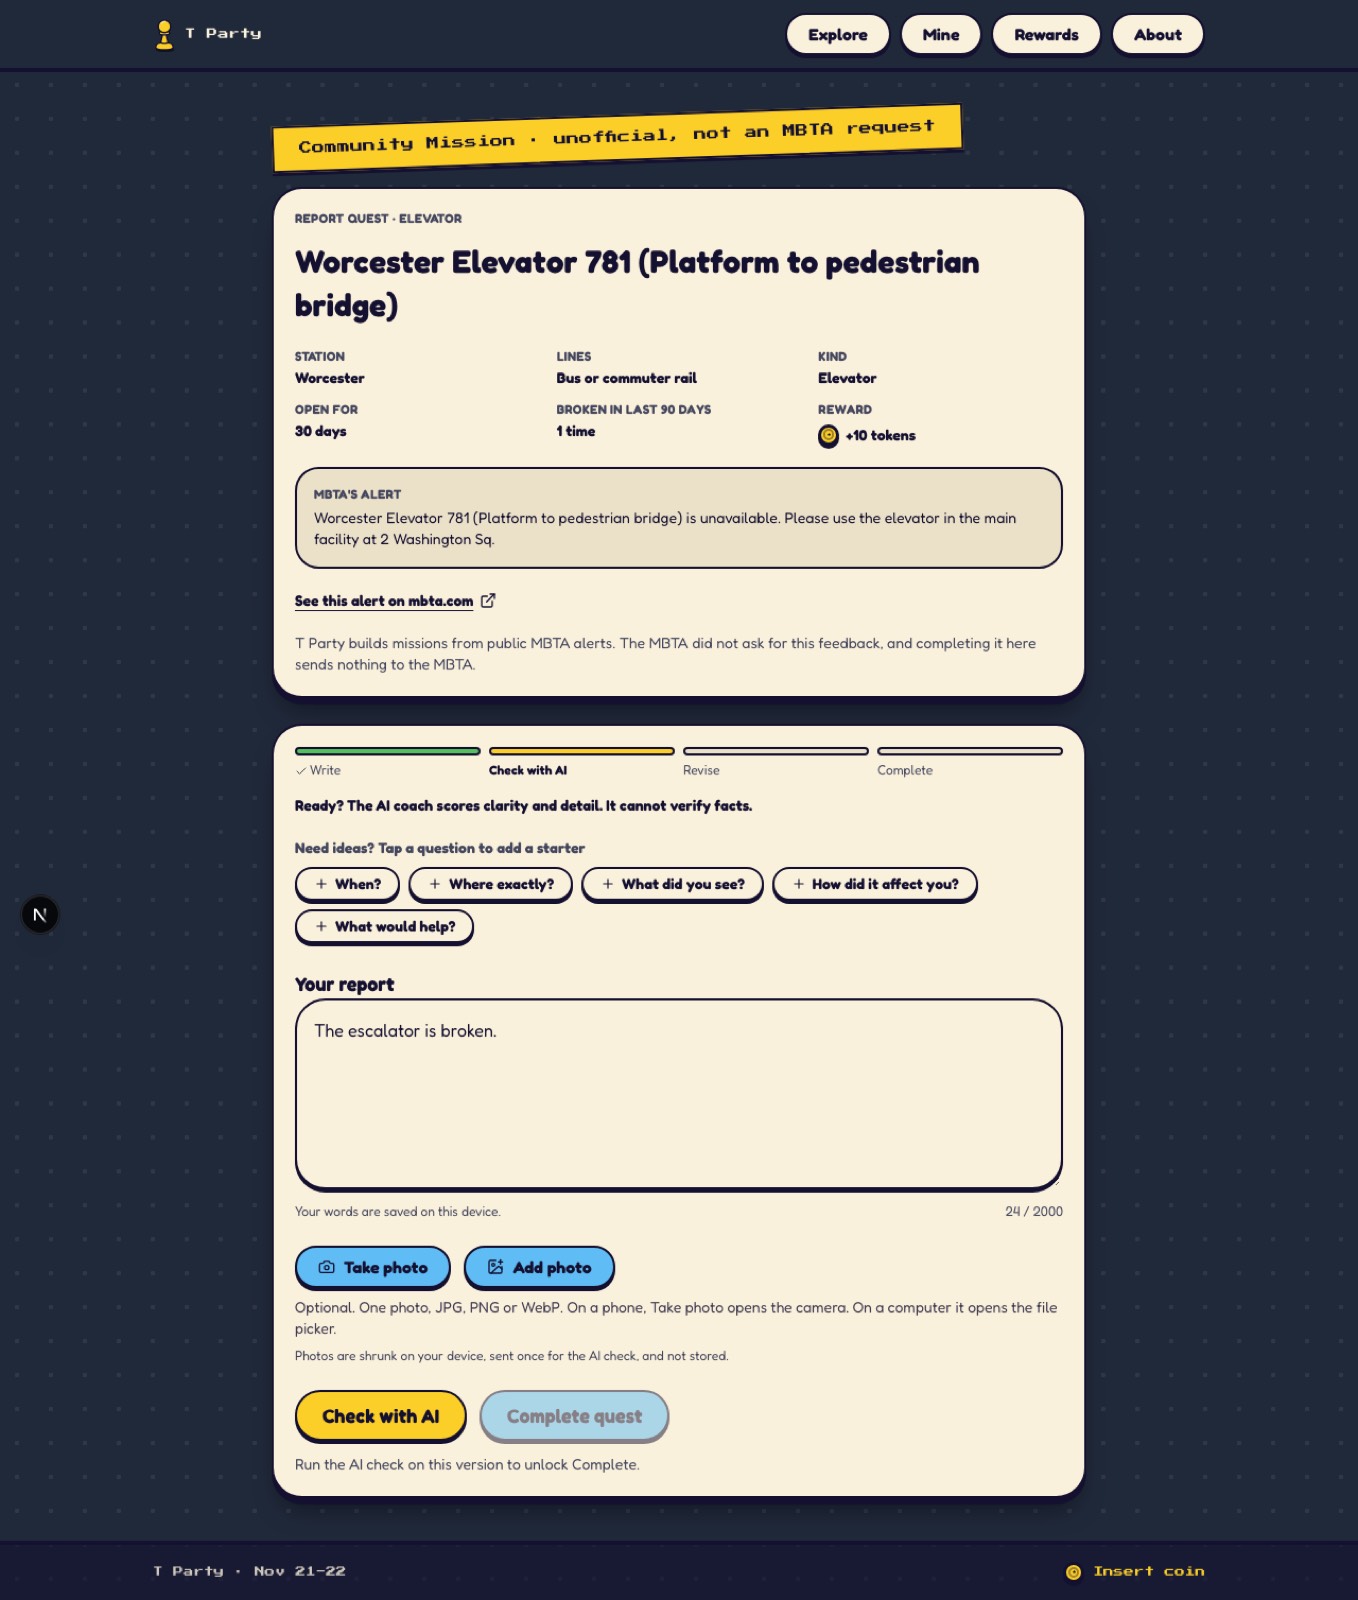 T Party
Explore
Mine
Rewards
About
Community Mission · unofficial, not an MBTA request
REPORT QUEST · ELEVATOR
Worcester Elevator 781 (Platform to pedestrian
bridge)
STATION
Worcester
LINES
Bus or commuter rail
KIND
Elevator
OPEN FOR
30 days
BROKEN IN LAST 90 DAYS
1 time
REWARD
+10 tokens
MBTA'S ALERT
Worcester Elevator 781 (Platform to pedestrian bridge) is unavailable. Please use the elevator in the main
facility at 2 Washington Sq.
See this alert on mbta.com
T Party builds missions from public MBTA alerts. The MBTA did not ask for this feedback, and completing it here
sends nothing to the MBTA.
✓ Write
Check with AI
Revise
Complete
Ready? The AI coach scores clarity and detail. It cannot verify facts.
Need ideas? Tap a question to add a starter
+ When?
+ Where exactly?
+ What did you see?
+ How did it affect you?
+ What would help?
N
Your report
The escalator is broken.
Your words are saved on this device.
24 / 2000
Take photo
Add photo
Optional. One photo, JPG, PNG or WebP. On a phone, Take photo opens the camera. On a computer it opens the file
picker.
Photos are shrunk on your device, sent once for the AI check, and not stored.
Check with AI
Complete quest
Run the AI check on this version to unlock Complete.
T Party · Nov 21-22
Insert coin